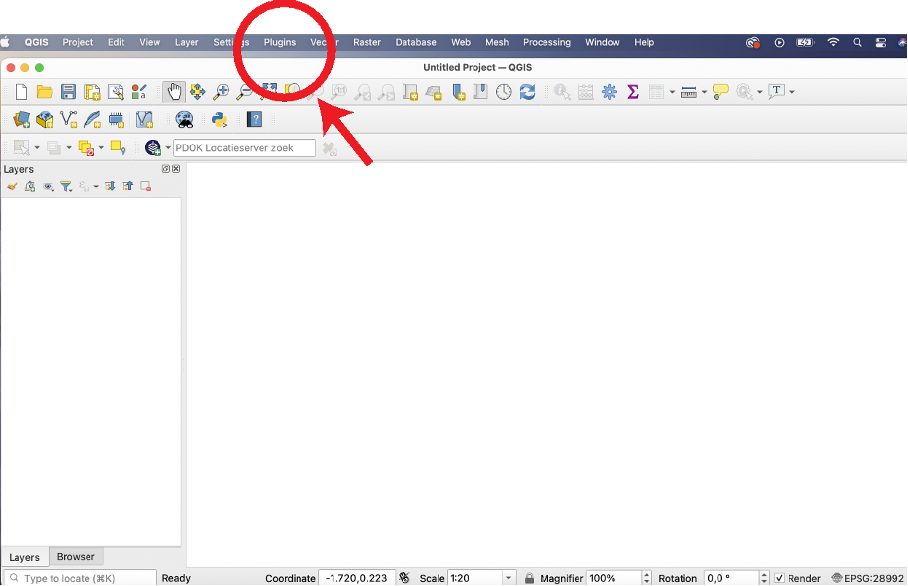 QGIS Project Edit View Layer Settings Plugins Vector Raster Database Web Mesh Processing Window Help
Untitled Project — QGIS
PDOK Locatieserver zoek
Layers
Layers Browser
Type to locate (⌘K) Ready Coordinate -1.720,0.223 Scale 1:20 Magnifier 100% Rotation 0,0 ° Render EPSG:28992